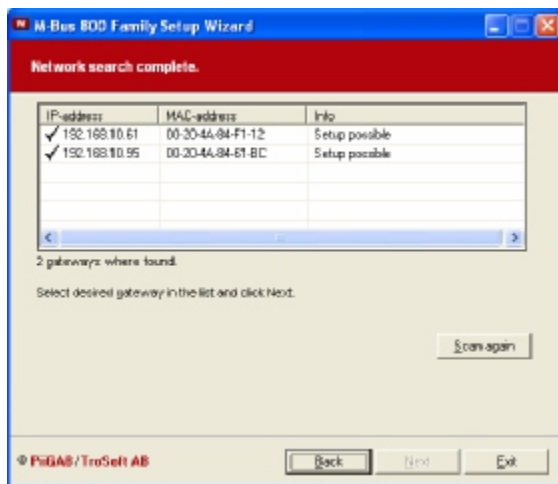 M-Bus 800 Family Setup Wizard
Network search complete.
IP-address MAC-address Info
192.168.10.61 00-20-4A-84-F1-12 Setup possible
192.168.10.95 00-20-4A-84-61-BC Setup possible
2 gateways where found.
Select desired gateway in the list and click Next.
Scan again
© PiiGAB/TroSoft AB
Back Next Exit